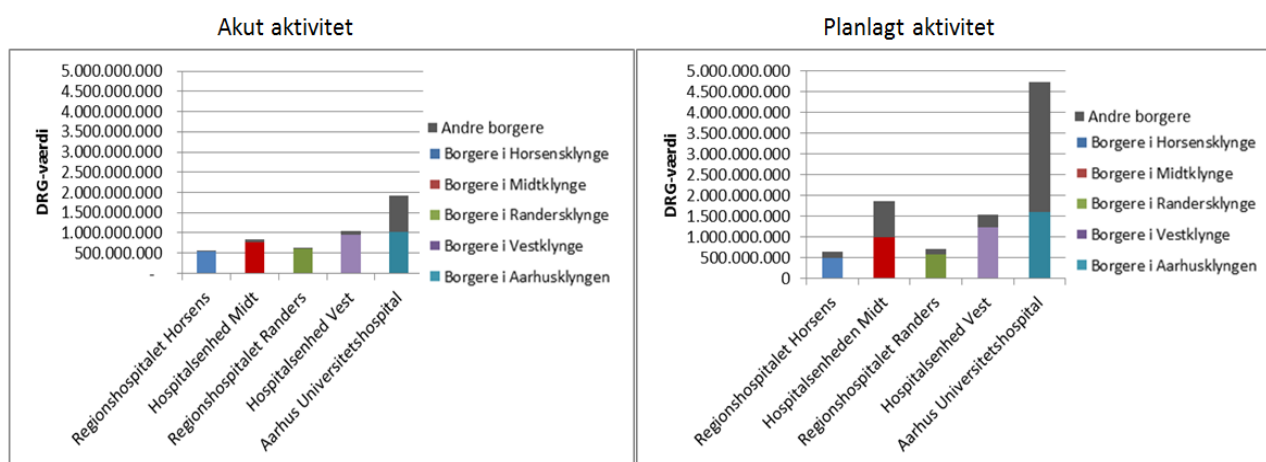 Akut aktivitet
DRG-værdi
5.000.000.000
4.500.000.000
4.000.000.000
3.500.000.000
3.000.000.000
2.500.000.000
2.000.000.000
1.500.000.000
1.000.000.000
500.000.000
-
Regionshospitalet Horsens
Hospitalsenhed Midt
Regionshospitalet Randers
Hospitalsenhed Vest
Aarhus Universitetshospital
Andre borgere
Borgere i Horsensklynge
Borgere i Midtklynge
Borgere i Randersklynge
Borgere i Vestklynge
Borgere i Aarhusklyngen
Planlagt aktivitet
DRG-værdi
5.000.000.000
4.500.000.000
4.000.000.000
3.500.000.000
3.000.000.000
2.500.000.000
2.000.000.000
1.500.000.000
1.000.000.000
500.000.000
0
Regionshospitalet Horsens
Hospitalsenheden Midt
Regionshospitalet Randers
Hospitalsenhed Vest
Aarhus Universitetshospital
Andre borgere
Borgere i Horsensklynge
Borgere i Midtklynge
Borgere i Randersklynge
Borgere i Vestklynge
Borgere i Aarhusklyngen